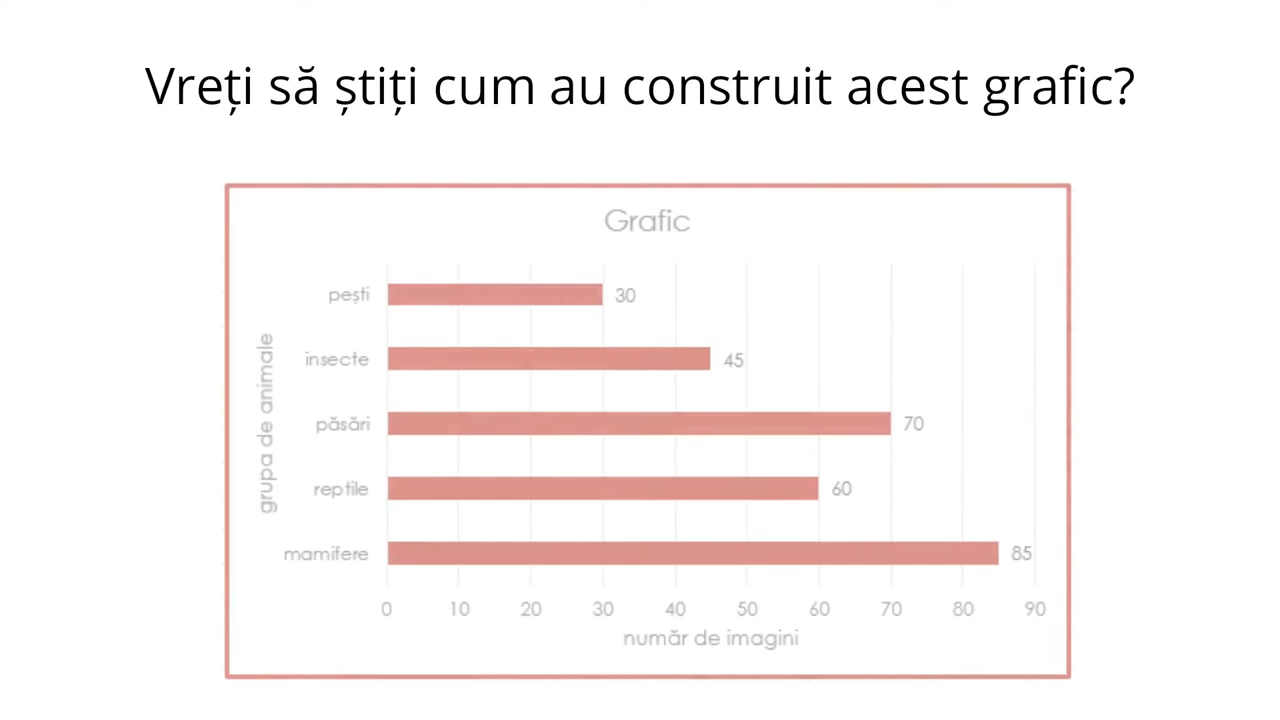 Vreți să știți cum au construit acest grafic?
Grafic
grupa de animale
pești 30
insecte 45
păsări 70
reptile 60
mamifere 85
0 10 20 30 40 50 60 70 80 90
număr de imagini